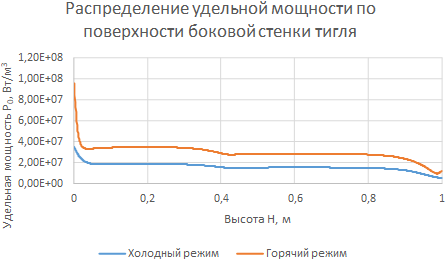 Распределение удельной мощности по
поверхности боковой стенки тигля
Удельная мощность P₀, Вт/м³
1,20E+08
1,00E+08
8,00E+07
6,00E+07
4,00E+07
2,00E+07
0,00E+00
0 0,2 0,4 0,6 0,8 1
Высота Н, м
Холодный режим Горячий режим